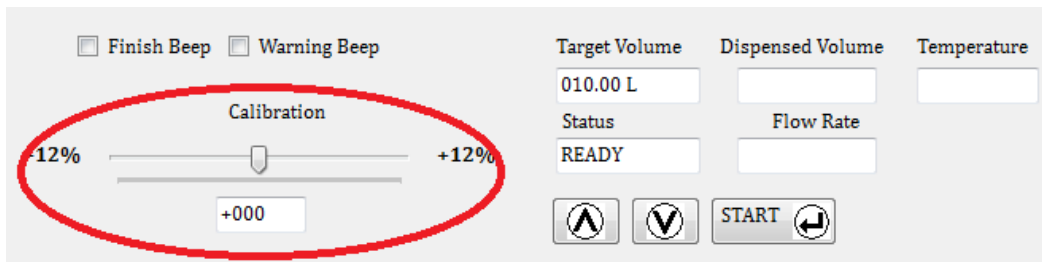 Finish Beep Warning Beep
Target Volume Dispensed Volume Temperature
010.00 L
Calibration
Status Flow Rate
-12% +12%
READY
+000
START